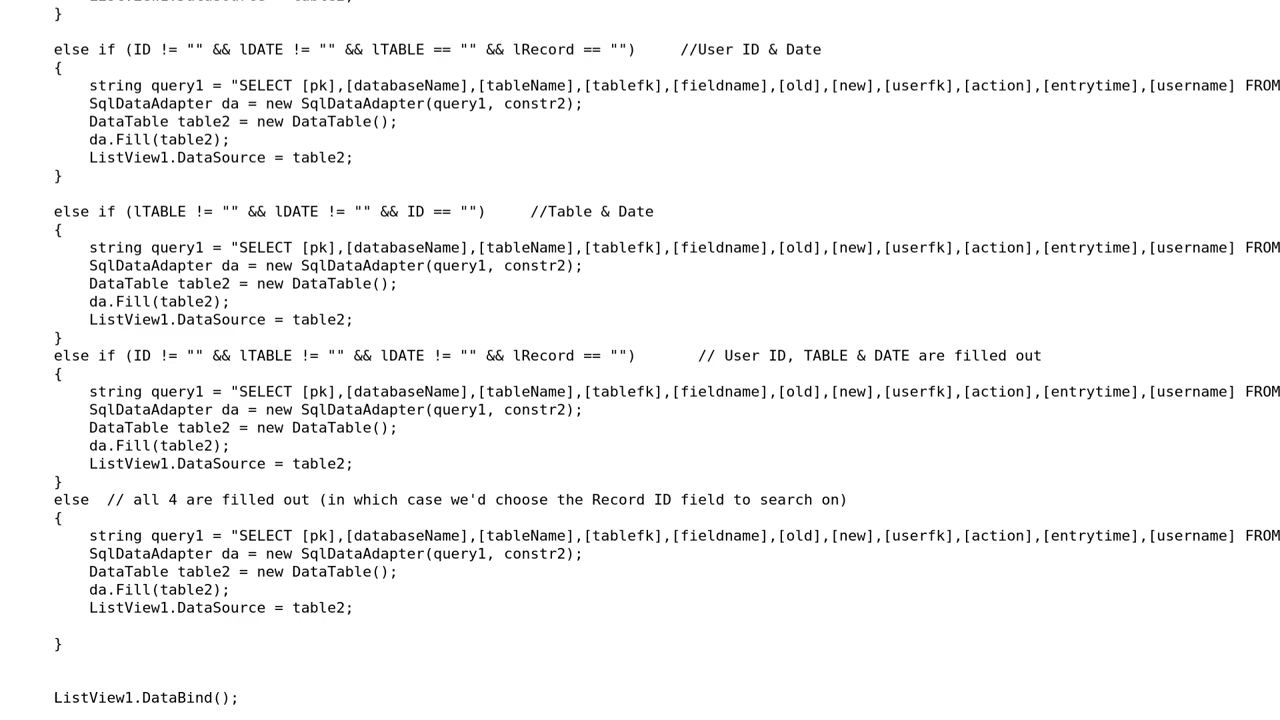 }
else if (ID != "" && lDATE != "" && lTABLE == "" && lRecord == "")     //User ID & Date
{
    string query1 = "SELECT [pk],[databaseName],[tableName],[tablefk],[fieldname],[old],[new],[userfk],[action],[entrytime],[username] FROM
    SqlDataAdapter da = new SqlDataAdapter(query1, constr2);
    DataTable table2 = new DataTable();
    da.Fill(table2);
    ListView1.DataSource = table2;
}
else if (lTABLE != "" && lDATE != "" && ID == "")     //Table & Date
{
    string query1 = "SELECT [pk],[databaseName],[tableName],[tablefk],[fieldname],[old],[new],[userfk],[action],[entrytime],[username] FROM
    SqlDataAdapter da = new SqlDataAdapter(query1, constr2);
    DataTable table2 = new DataTable();
    da.Fill(table2);
    ListView1.DataSource = table2;
}
else if (ID != "" && lTABLE != "" && lDATE != "" && lRecord == "")       // User ID, TABLE & DATE are filled out
{
    string query1 = "SELECT [pk],[databaseName],[tableName],[tablefk],[fieldname],[old],[new],[userfk],[action],[entrytime],[username] FROM
    SqlDataAdapter da = new SqlDataAdapter(query1, constr2);
    DataTable table2 = new DataTable();
    da.Fill(table2);
    ListView1.DataSource = table2;
}
else  // all 4 are filled out (in which case we'd choose the Record ID field to search on)
{
    string query1 = "SELECT [pk],[databaseName],[tableName],[tablefk],[fieldname],[old],[new],[userfk],[action],[entrytime],[username] FROM
    SqlDataAdapter da = new SqlDataAdapter(query1, constr2);
    DataTable table2 = new DataTable();
    da.Fill(table2);
    ListView1.DataSource = table2;
}
ListView1.DataBind();